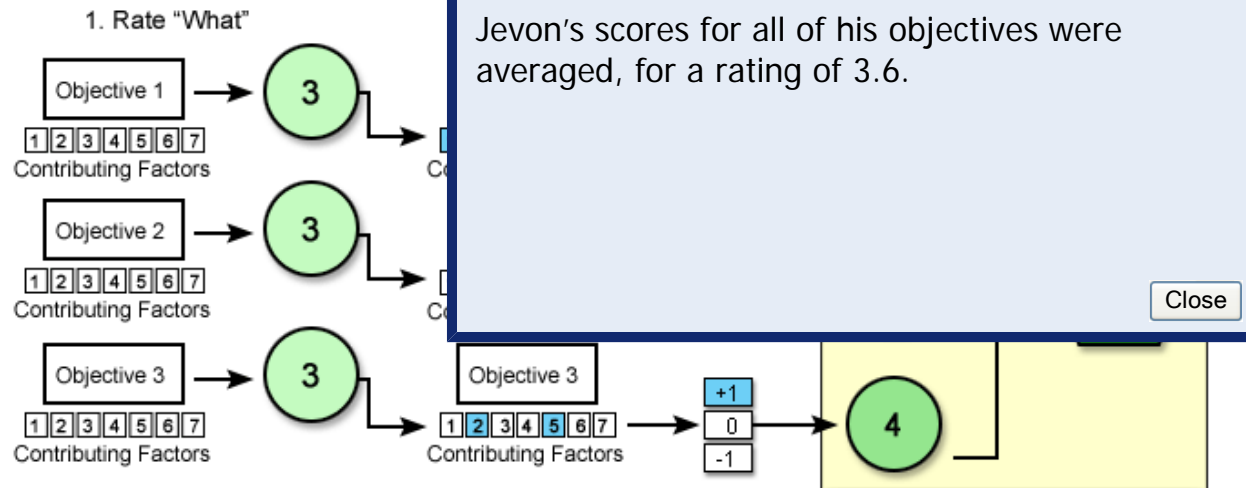 1. Rate "What"
Jevon's scores for all of his objectives were
averaged, for a rating of 3.6.
Close
Objective 1
3
1 2 3 4 5 6 7
Contributing Factors
Objective 2
3
1 2 3 4 5 6 7
Contributing Factors
Objective 3
3
1 2 3 4 5 6 7
Contributing Factors
Objective 3
1 2 3 4 5 6 7
Contributing Factors
+1
0
-1
4